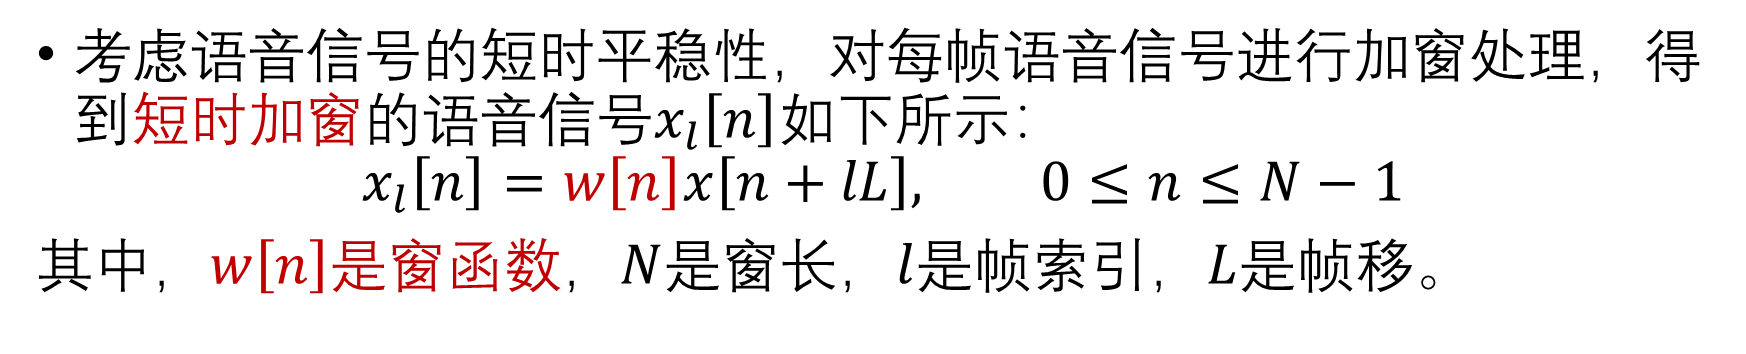 • 考虑语音信号的短时平稳性，对每帧语音信号进行加窗处理，得
到短时加窗的语音信号xₗ[n]如下所示：
xₗ[n] = w[n]x[n + lL], 0 ≤ n ≤ N − 1
其中，w[n]是窗函数，N是窗长，l是帧索引，L是帧移。